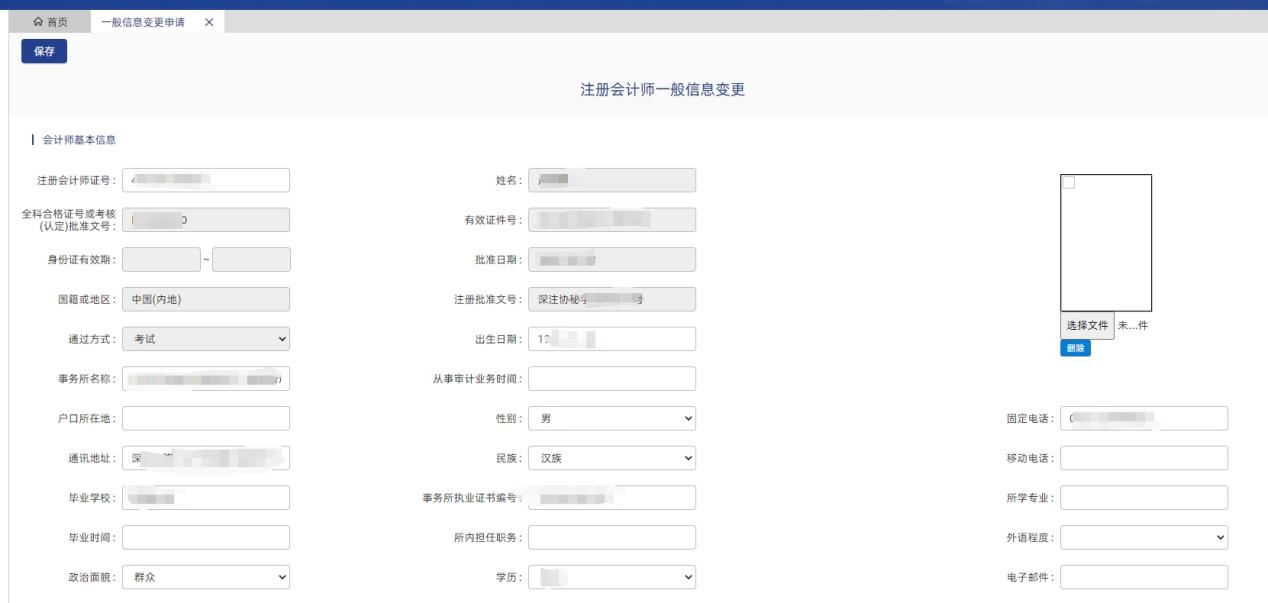 首页 一般信息变更申请
保存
注册会计师一般信息变更
会计师基本信息
注册会计师证号：
姓名：
全科合格证号或考核
(认定)批准文号：
有效证件号：
身份证有效期： ~
批准日期：
国籍或地区： 中国(内地)
注册批准文号： 深注协秘 号
通过方式： 考试
出生日期：
选择文件 未...件
删除
事务所名称：
从事审计业务时间：
户口所在地：
性别： 男
固定电话：
通讯地址： 深
民族： 汉族
移动电话：
毕业学校：
事务所执业证书编号：
所学专业：
毕业时间：
所内担任职务：
外语程度：
政治面貌： 群众
学历：
电子邮件：